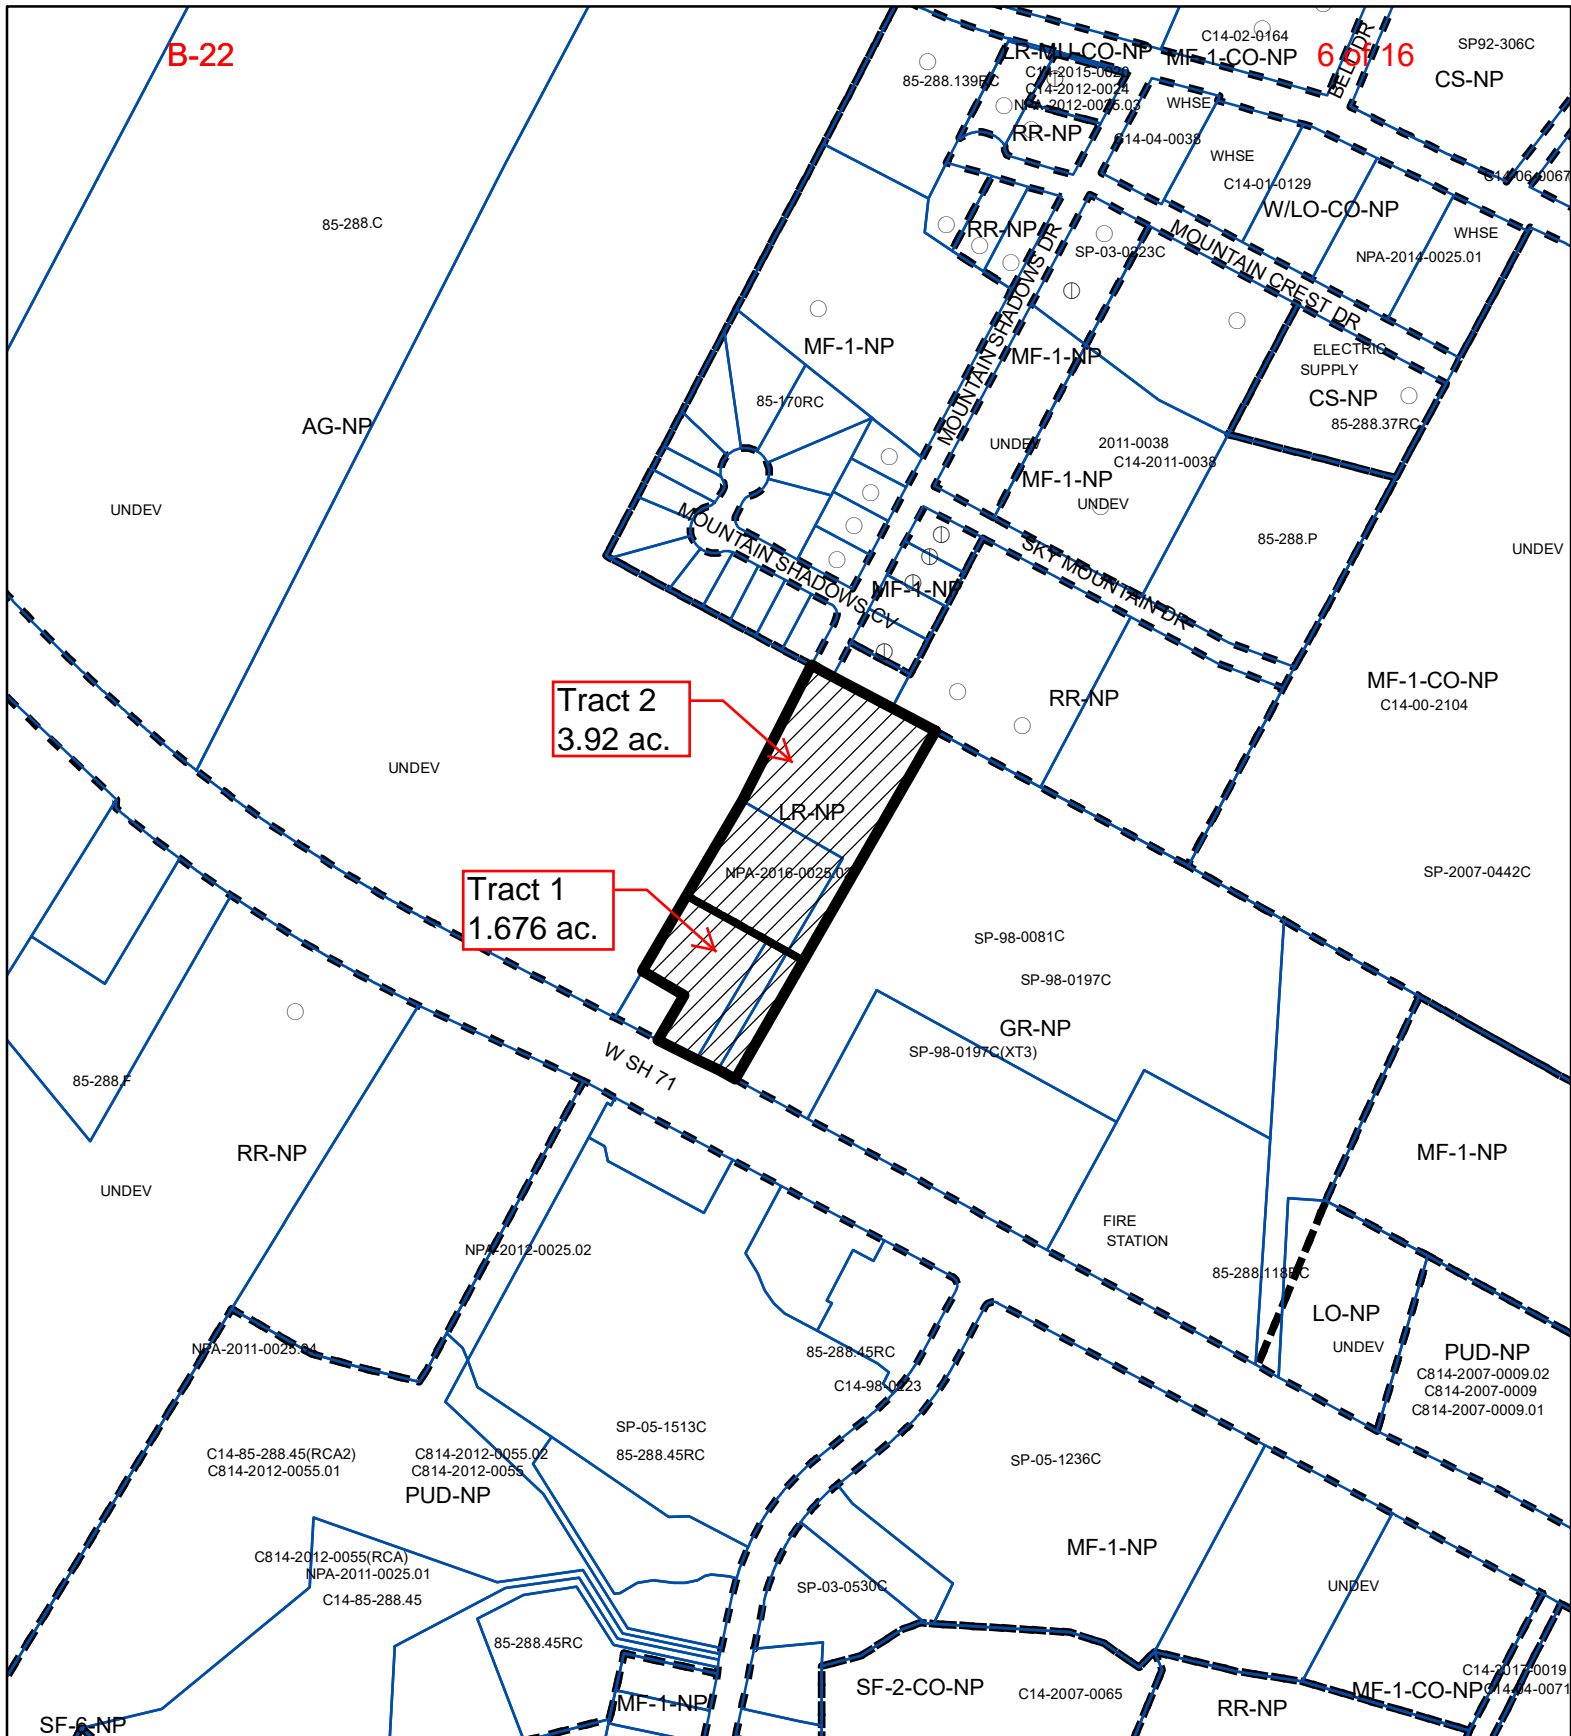 B-22
6 of 16
C14-02-0164
LR-MU-CO-NP
MF-1-CO-NP
BELL DR
SP92-306C
CS-NP
85-288.139RC
C14-2015-0020
C14-2012-0024
NPA-2012-0025.03
WHSE
RR-NP
C14-04-0038
WHSE
C14-01-0129
C14-06-0067
W/LO-CO-NP
WHSE
85-288.C
RR-NP
SP-03-0223C
MOUNTAIN CREST DR
NPA-2014-0025.01
MOUNTAIN SHADOWS DR
MF-1-NP
MF-1-NP
ELECTRIC
SUPPLY
CS-NP
85-170RC
85-288.37RC
AG-NP
UNDEV
2011-0038
C14-2011-0038
MF-1-NP
UNDEV
UNDEV
MOUNTAIN SHADOWS CV
SKY MOUNTAIN DR
85-288.P
UNDEV
MF-1-NP
Tract 2
3.92 ac.
RR-NP
MF-1-CO-NP
C14-00-2104
UNDEV
LR-NP
NPA-2016-0025.02
SP-2007-0442C
Tract 1
1.676 ac.
SP-98-0081C
SP-98-0197C
GR-NP
SP-98-0197C(XT3)
W SH 71
85-288.F
RR-NP
UNDEV
MF-1-NP
FIRE
STATION
NPA-2012-0025.02
85-288.118RC
LO-NP
UNDEV
NPA-2011-0025.04
85-288.45RC
C14-98-0223
PUD-NP
C814-2007-0009.02
C814-2007-0009
C814-2007-0009.01
SP-05-1513C
85-288.45RC
C14-85-288.45(RCA2)
C814-2012-0055.01
C814-2012-0055.02
C814-2012-0055
PUD-NP
SP-05-1236C
MF-1-NP
C814-2012-0055(RCA)
NPA-2011-0025.01
C14-85-288.45
SP-03-0530C
UNDEV
85-288.45RC
MF-1-NP
SF-2-CO-NP
C14-2007-0065
RR-NP
MF-1-CO-NP
C14-2017-0019
C14-04-0071
SF-6-NP